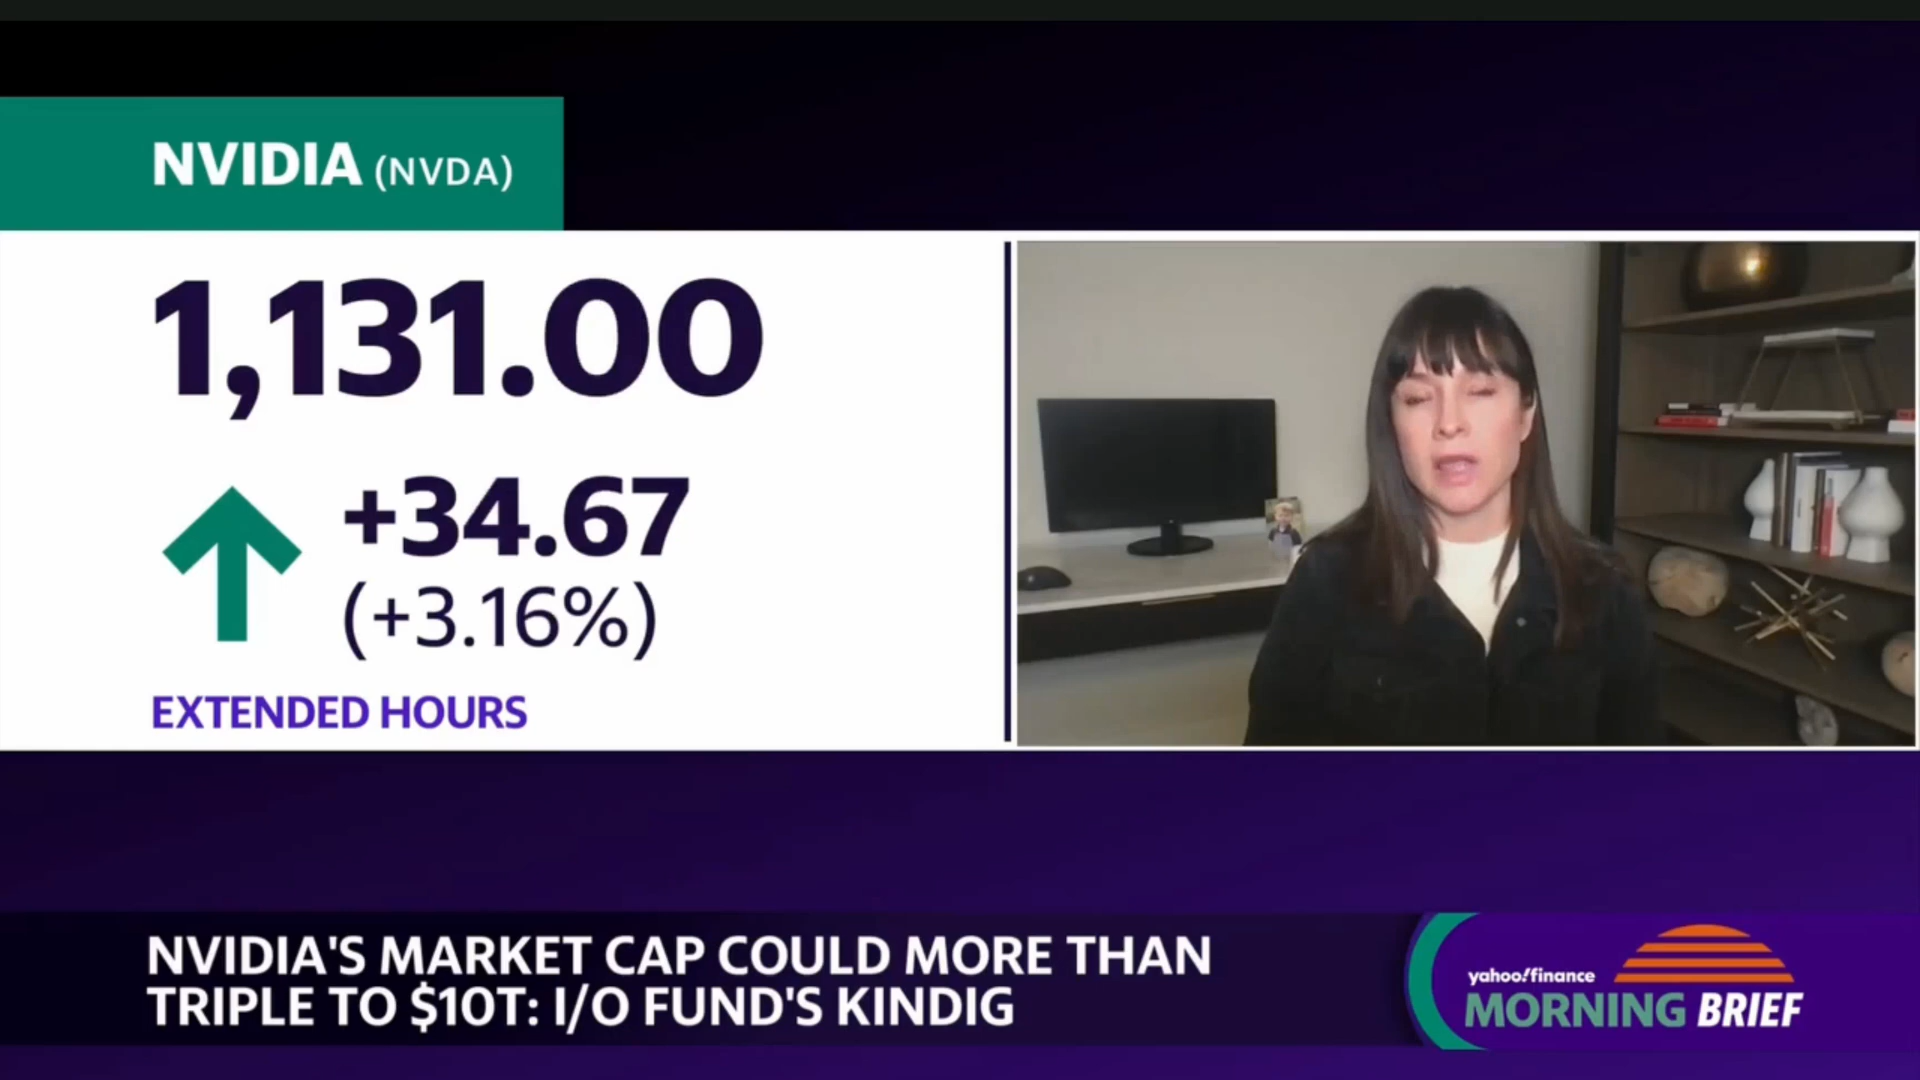 NVIDIA (NVDA)
1,131.00
+34.67
(+3.16%)
EXTENDED HOURS
NVIDIA'S MARKET CAP COULD MORE THAN
TRIPLE TO $10T: I/O FUND'S KINDIG
yahoo!finance
MORNING BRIEF